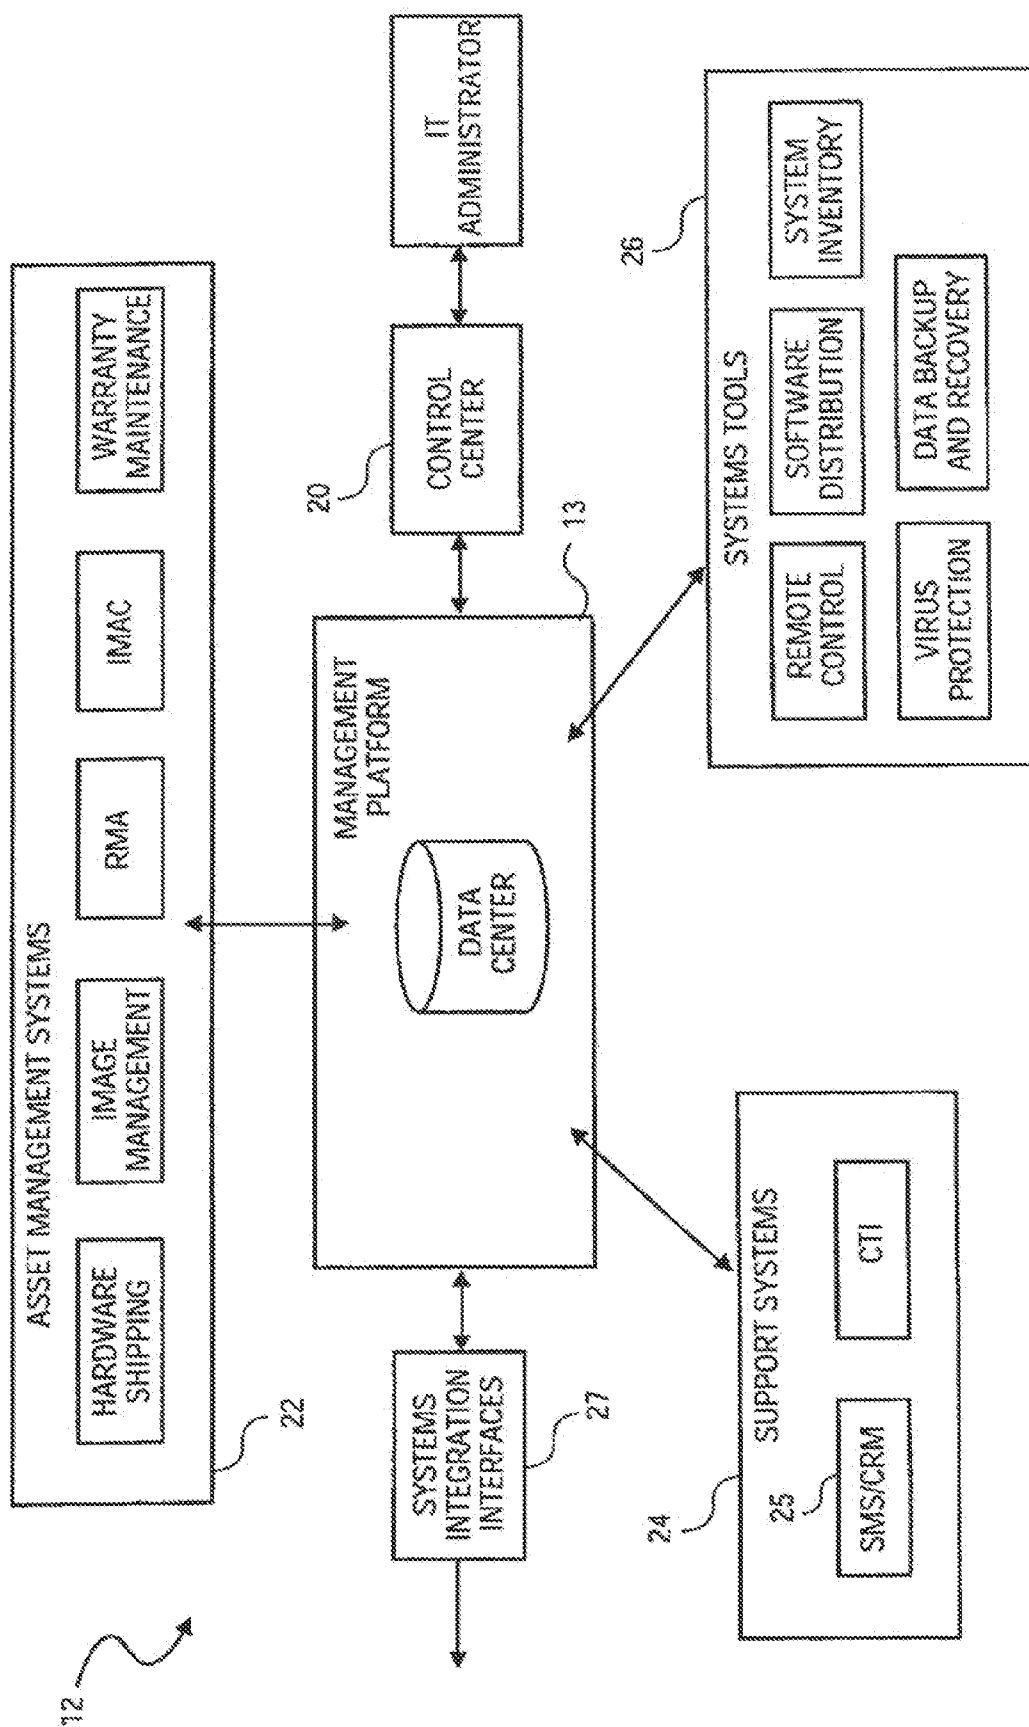 12
ASSET MANAGEMENT SYSTEMS
HARDWARE
SHIPPING
IMAGE
MANAGEMENT
RMA
IMAC
WARRANTY
MAINTENANCE
22
SYSTEMS
INTEGRATION
INTERFACES
27
MANAGEMENT
PLATFORM
DATA
CENTER
13
CONTROL
CENTER
20
IT
ADMINISTRATOR
24
SUPPORT SYSTEMS
25
SMS/CRM
CTI
26
SYSTEMS TOOLS
REMOTE
CONTROL
SOFTWARE
DISTRIBUTION
SYSTEM
INVENTORY
VIRUS
PROTECTION
DATA BACKUP
AND RECOVERY